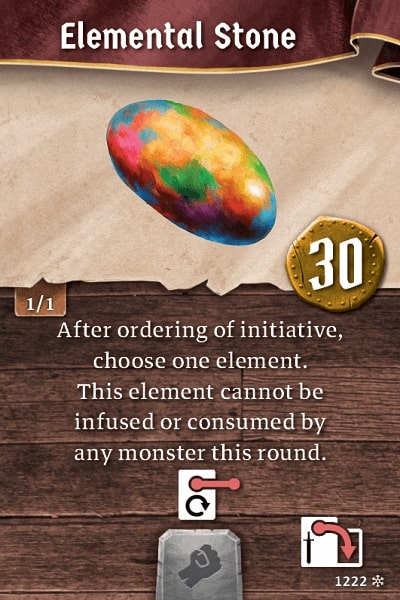 Elemental Stone
30
1/1
After ordering of initiative,
choose one element.
This element cannot be
infused or consumed by
any monster this round.
1222